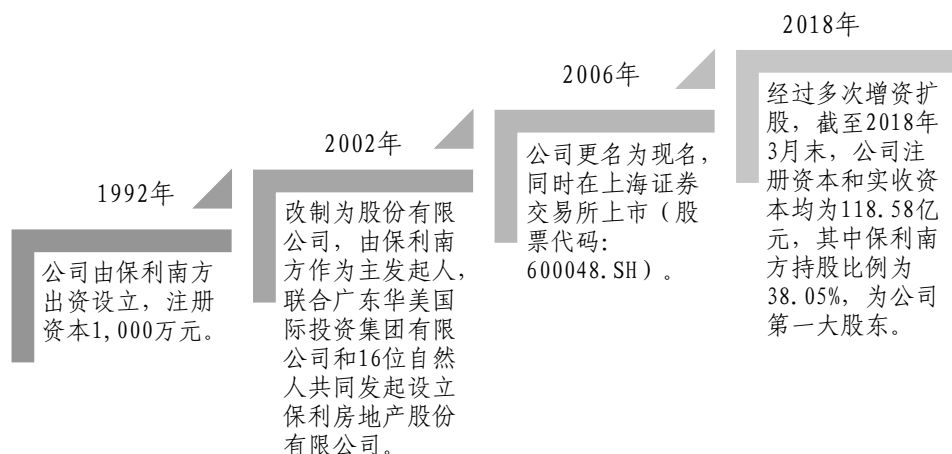 1992年
公司由保利南方
出资设立，注册
资本1,000万元。
2002年
改制为股份有限
公司，由保利南
方作为主发起人，
联合广东华美国
际投资集团有限
公司和16位自然
人共同发起设立
保利房地产股份
有限公司。
2006年
公司更名为现名，
同时在上海证券
交易所上市（股
票代码：
600048.SH）。
2018年
经过多次增资扩
股，截至2018年
3月末，公司注
册资本和实收资
本均为118.58亿
元，其中保利南
方持股比例为
38.05%，为公司
第一大股东。